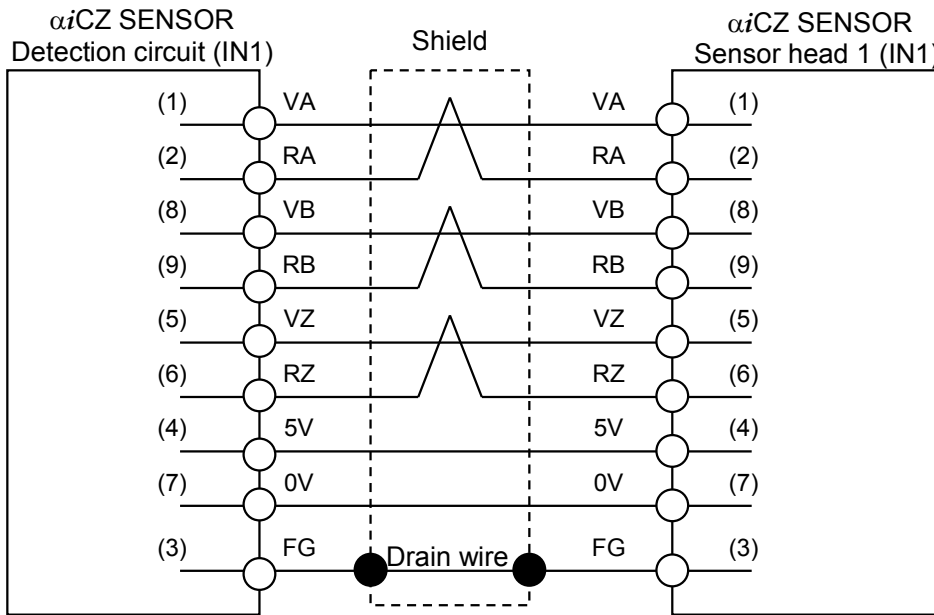 αiCZ SENSOR
Detection circuit (IN1)
Shield
αiCZ SENSOR
Sensor head 1 (IN1)
(1) VA VA (1)
(2) RA RA (2)
(8) VB VB (8)
(9) RB RB (9)
(5) VZ VZ (5)
(6) RZ RZ (6)
(4) 5V 5V (4)
(7) 0V 0V (7)
(3) FG Drain wire FG (3)